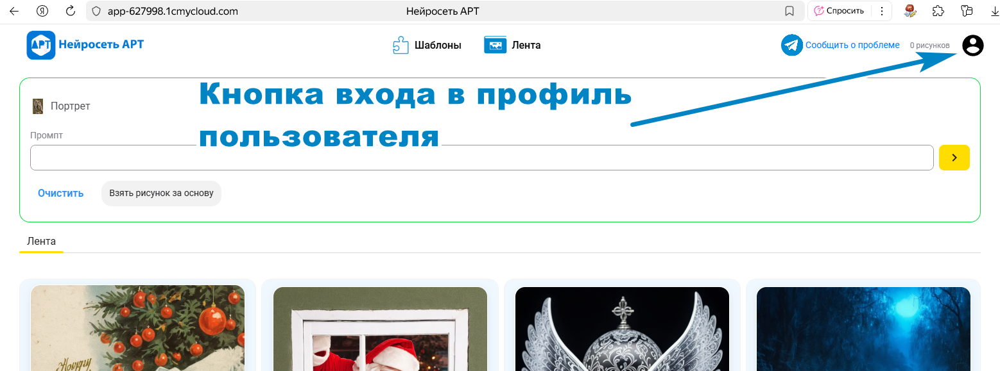 app-627998.1cmycloud.com
Нейросеть АРТ
Спросить
АРТ
Нейросеть АРТ
Шаблоны
Лента
Сообщить о проблеме
0 рисунков
Кнопка входа в профиль
пользователя
Портрет
Промпт
Очистить
Взять рисунок за основу
Лента